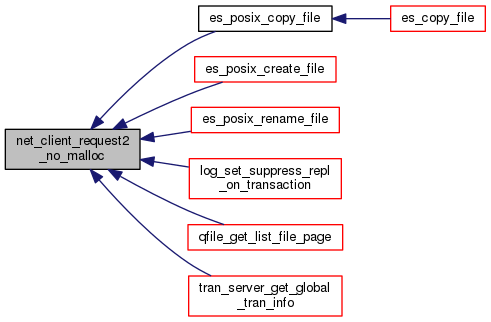 es_posix_copy_file
es_copy_file
es_posix_create_file
es_posix_rename_file
net_client_request2
_no_malloc
log_set_suppress_repl
_on_transaction
qfile_get_list_file_page
tran_server_get_global
_tran_info